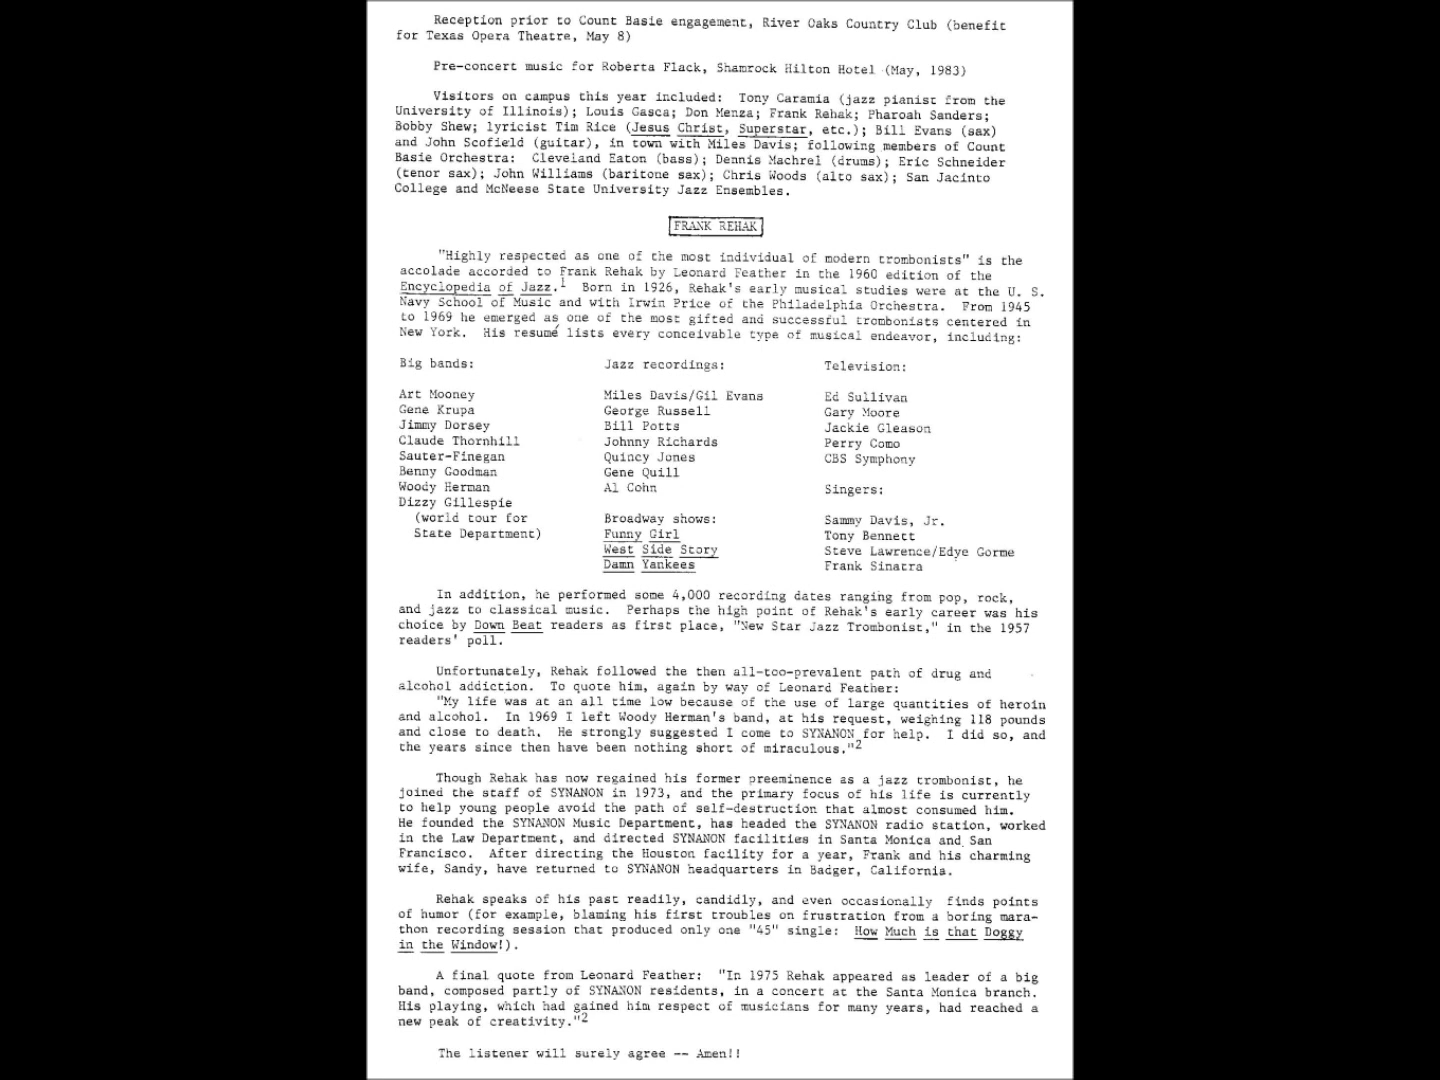 Reception prior to Count Basie engagement, River Oaks Country Club (benefit
for Texas Opera Theatre, May 8)
Pre-concert music for Roberta Flack, Shamrock Hilton Hotel (May, 1983)
Visitors on campus this year included: Tony Caramia (jazz pianist from the
University of Illinois); Louis Gasca; Don Menza; Frank Rehak; Pharoah Sanders;
Bobby Shew; lyricist Tim Rice (Jesus Christ, Superstar, etc.); Bill Evans (sax)
and John Scofield (guitar), in town with Miles Davis; following members of Count
Basie Orchestra: Cleveland Eaton (bass); Dennis Machrel (drums); Eric Schneider
(tenor sax); John Williams (baritone sax); Chris Woods (alto sax); San Jacinto
College and McNeese State University Jazz Ensembles.
FRANK REHAK
"Highly respected as one of the most individual of modern trombonists" is the
accolade accorded to Frank Rehak by Leonard Feather in the 1960 edition of the
Encyclopedia of Jazz.1 Born in 1926, Rehak's early musical studies were at the U. S.
Navy School of Music and with Irwin Price of the Philadelphia Orchestra. From 1945
to 1969 he emerged as one of the most gifted and successful trombonists centered in
New York. His resumé lists every conceivable type of musical endeavor, including:
Big bands: Jazz recordings: Television:
Art Mooney Miles Davis/Gil Evans Ed Sullivan
Gene Krupa George Russell Gary Moore
Jimmy Dorsey Bill Potts Jackie Gleason
Claude Thornhill Johnny Richards Perry Como
Sauter-Finegan Quincy Jones CBS Symphony
Benny Goodman Gene Quill
Woody Herman Al Cohn Singers:
Dizzy Gillespie
(world tour for Broadway shows: Sammy Davis, Jr.
State Department) Funny Girl Tony Bennett
West Side Story Steve Lawrence/Edye Gorme
Damn Yankees Frank Sinatra
In addition, he performed some 4,000 recording dates ranging from pop, rock,
and jazz to classical music. Perhaps the high point of Rehak's early career was his
choice by Down Beat readers as first place, "New Star Jazz Trombonist," in the 1957
readers' poll.
Unfortunately, Rehak followed the then all-too-prevalent path of drug and
alcohol addiction. To quote him, again by way of Leonard Feather:
"My life was at an all time low because of the use of large quantities of heroin
and alcohol. In 1969 I left Woody Herman's band, at his request, weighing 118 pounds
and close to death. He strongly suggested I come to SYNANON for help. I did so, and
the years since then have been nothing short of miraculous."2
Though Rehak has now regained his former preeminence as a jazz trombonist, he
joined the staff of SYNANON in 1973, and the primary focus of his life is currently
to help young people avoid the path of self-destruction that almost consumed him.
He founded the SYNANON Music Department, has headed the SYNANON radio station, worked
in the Law Department, and directed SYNANON facilities in Santa Monica and San
Francisco. After directing the Houston facility for a year, Frank and his charming
wife, Sandy, have returned to SYNANON headquarters in Badger, California.
Rehak speaks of his past readily, candidly, and even occasionally finds points
of humor (for example, blaming his first troubles on frustration from a boring mara-
thon recording session that produced only one "45" single: How Much is that Doggy
in the Window!).
A final quote from Leonard Feather: "In 1975 Rehak appeared as leader of a big
band, composed partly of SYNANON residents, in a concert at the Santa Monica branch.
His playing, which had gained him respect of musicians for many years, had reached a
new peak of creativity."2
The listener will surely agree -- Amen!!